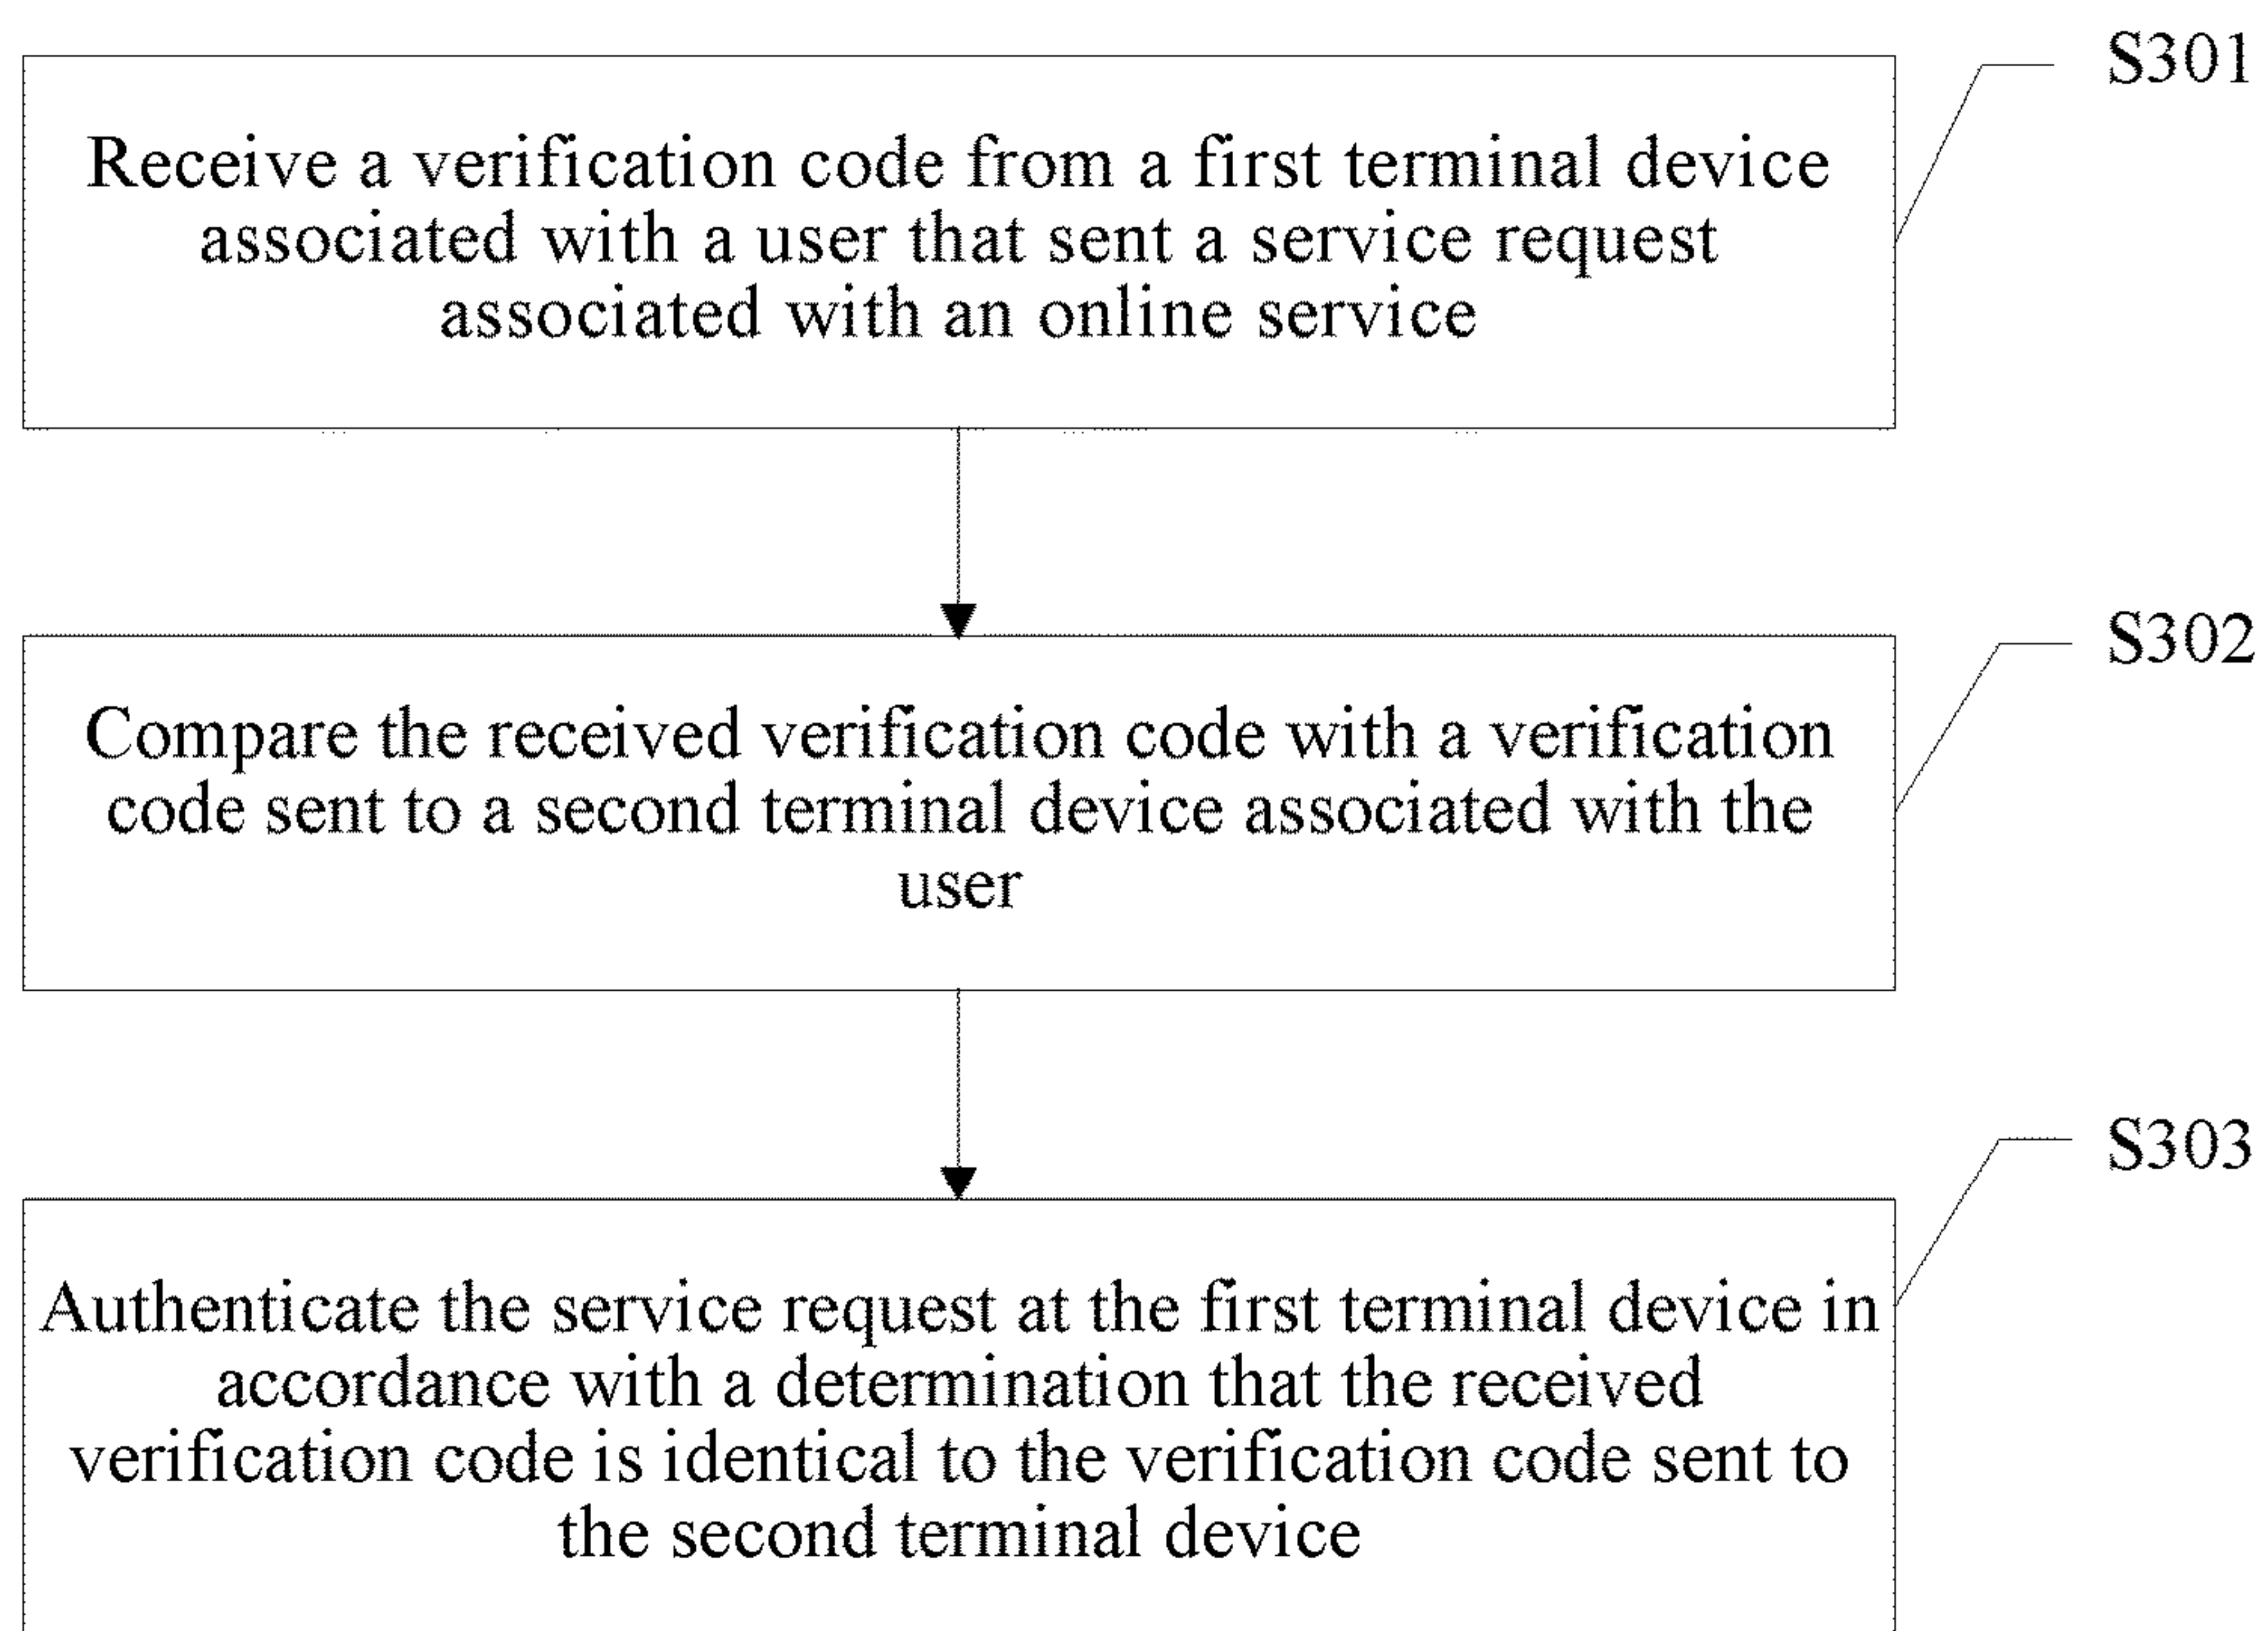 S301
Receive a verification code from a first terminal device
associated with a user that sent a service request
associated with an online service
S302
Compare the received verification code with a verification
code sent to a second terminal device associated with the
user
S303
Authenticate the service request at the first terminal device in
accordance with a determination that the received
verification code is identical to the verification code sent to
the second terminal device